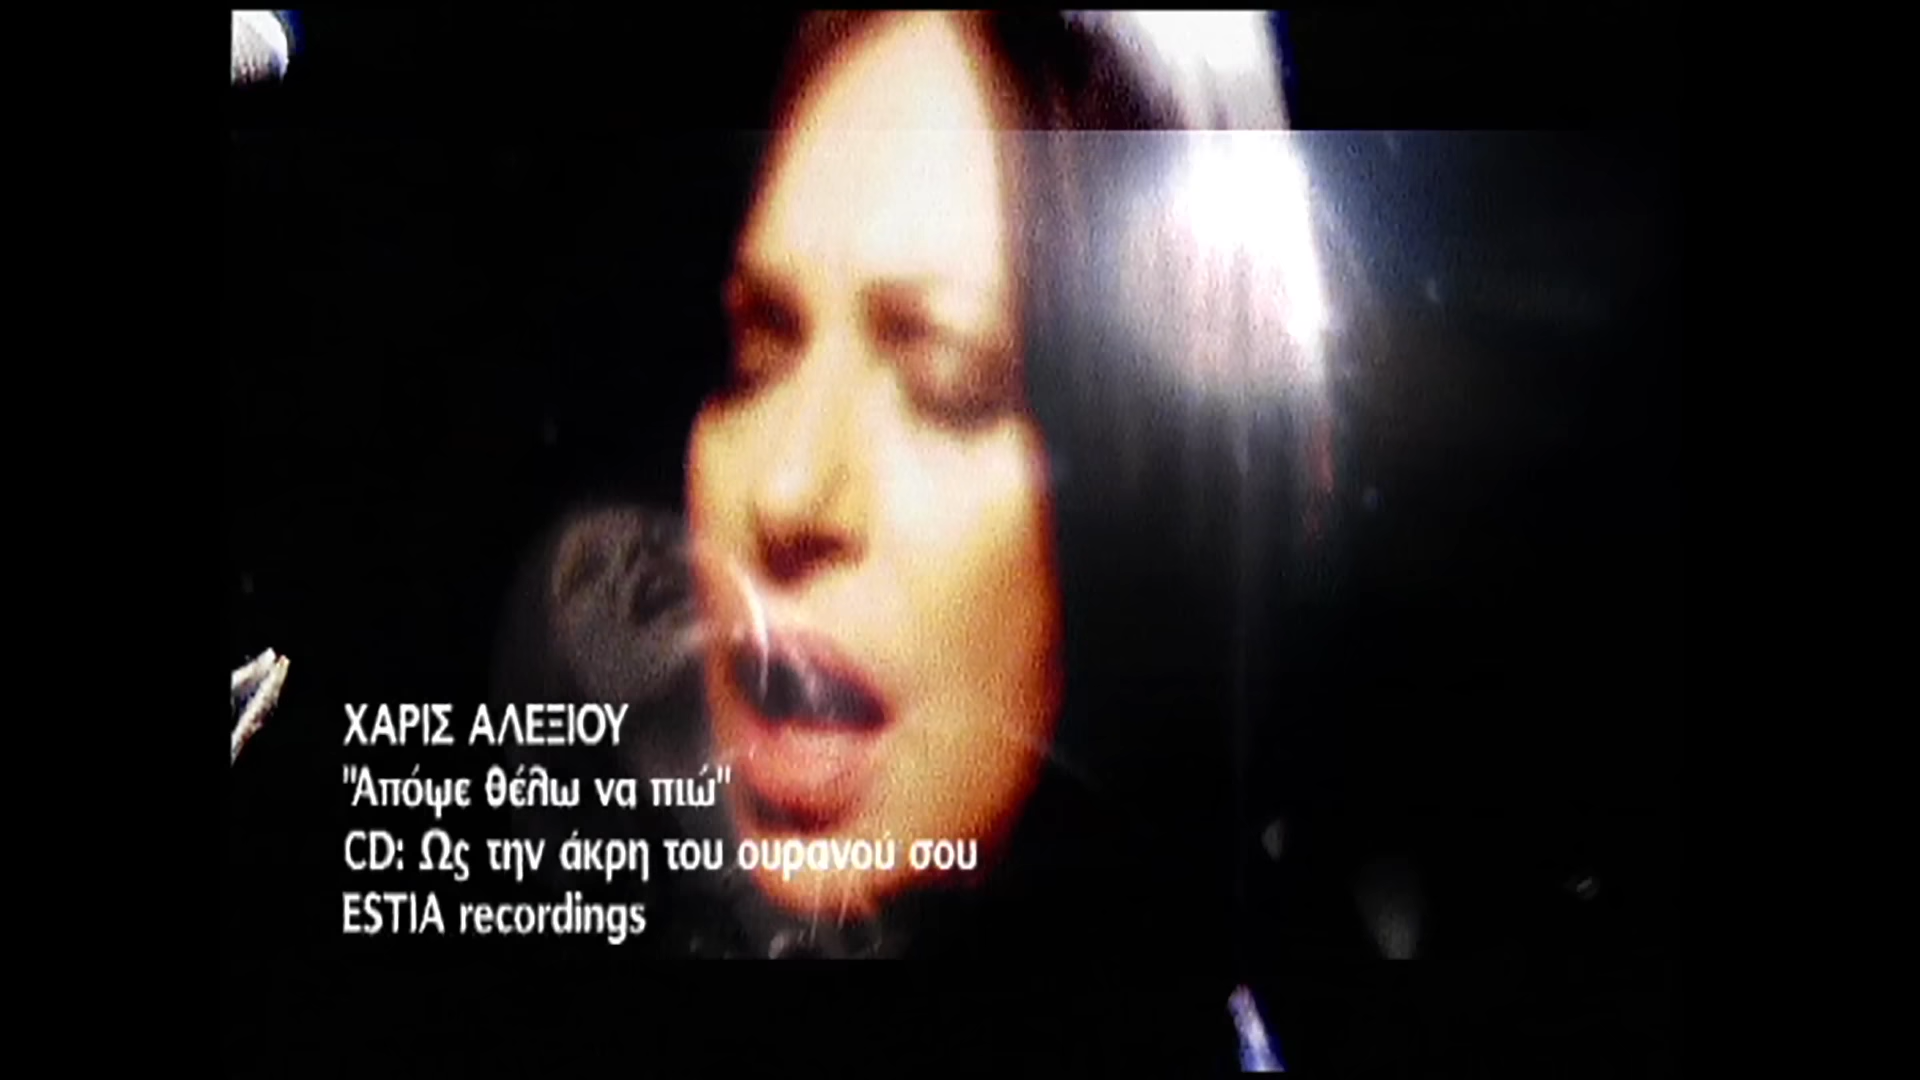 ΧΑΡΙΣ ΑΛΕΞΙΟΥ
"Απόψε θέλω να πιώ"
CD: Ως την άκρη του ουρανού σου
ESTIA recordings